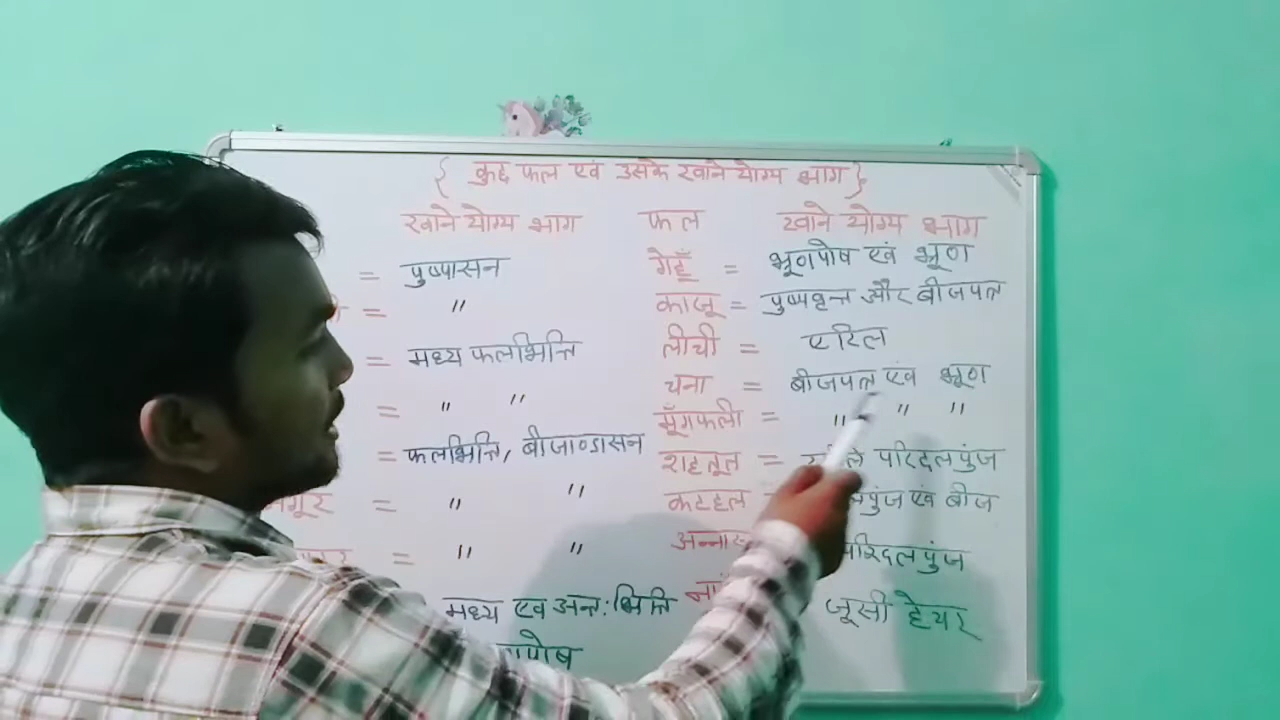 { कुछ फल एवं उसके खाने योग्य भाग }
खाने योग्य भाग फल खाने योग्य भाग
= पुष्पासन गेहूँ = भ्रूणपोष एवं भ्रूण
= " काजू = पुष्पवृन्त और बीजपत्र
= मध्य फलभित्ति लीची = एरिल
= " " चना = बीजपत्र एवं भ्रूण
= फलभित्ति, बीजाण्डासन मूँगफली = " " "
= " " शहतूत = परिदलपुंज
= " " कटहल एवं बीज
मध्य एवं अन्त: भित्ति परिदलपुंज
जूसी हेयर